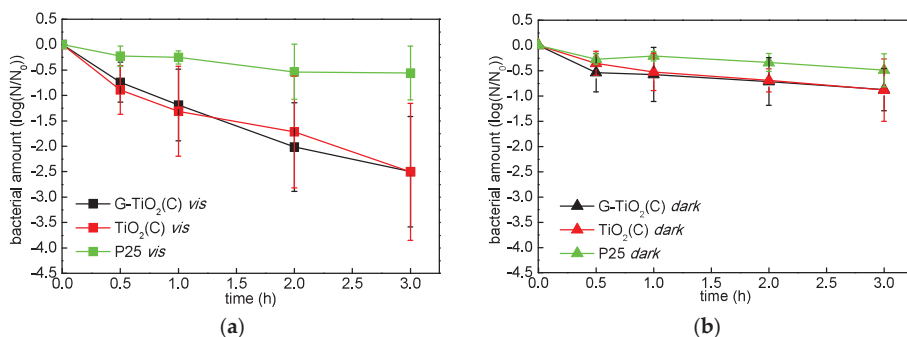 bacterial amount (log(N/N₀))
0.5
0.0
-0.5
-1.0
-1.5
-2.0
-2.5
-3.0
-3.5
-4.0
-4.5
G-TiO₂(C) vis
TiO₂(C) vis
P25 vis
0.0 0.5 1.0 1.5 2.0 2.5 3.0
time (h)
(a)
bacterial amount (log(N/N₀))
0.5
0.0
-0.5
-1.0
-1.5
-2.0
-2.5
-3.0
-3.5
-4.0
-4.5
G-TiO₂(C) dark
TiO₂(C) dark
P25 dark
0.0 0.5 1.0 1.5 2.0 2.5 3.0
time (h)
(b)